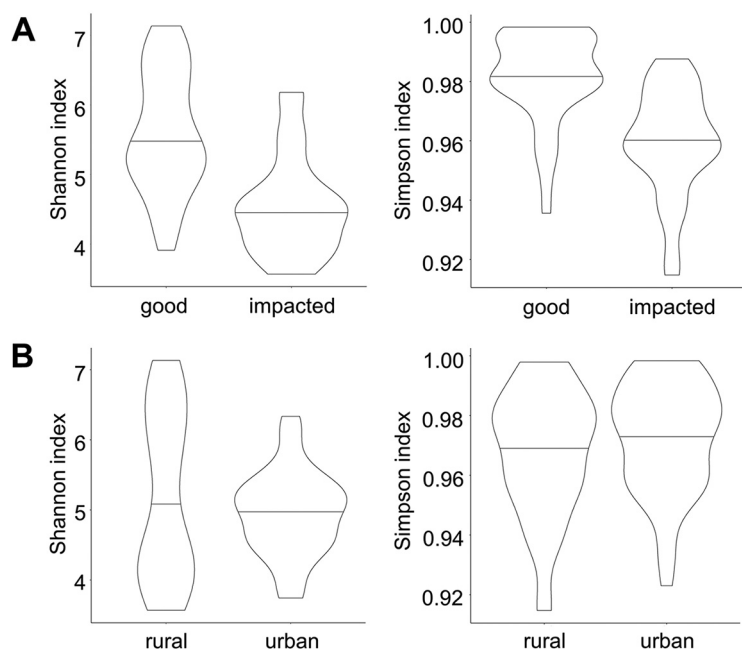 A
Shannon index
7
6
5
4
good impacted
Simpson index
1.00
0.98
0.96
0.94
0.92
good impacted
B
Shannon index
7
6
5
4
rural urban
Simpson index
1.00
0.98
0.96
0.94
0.92
rural urban